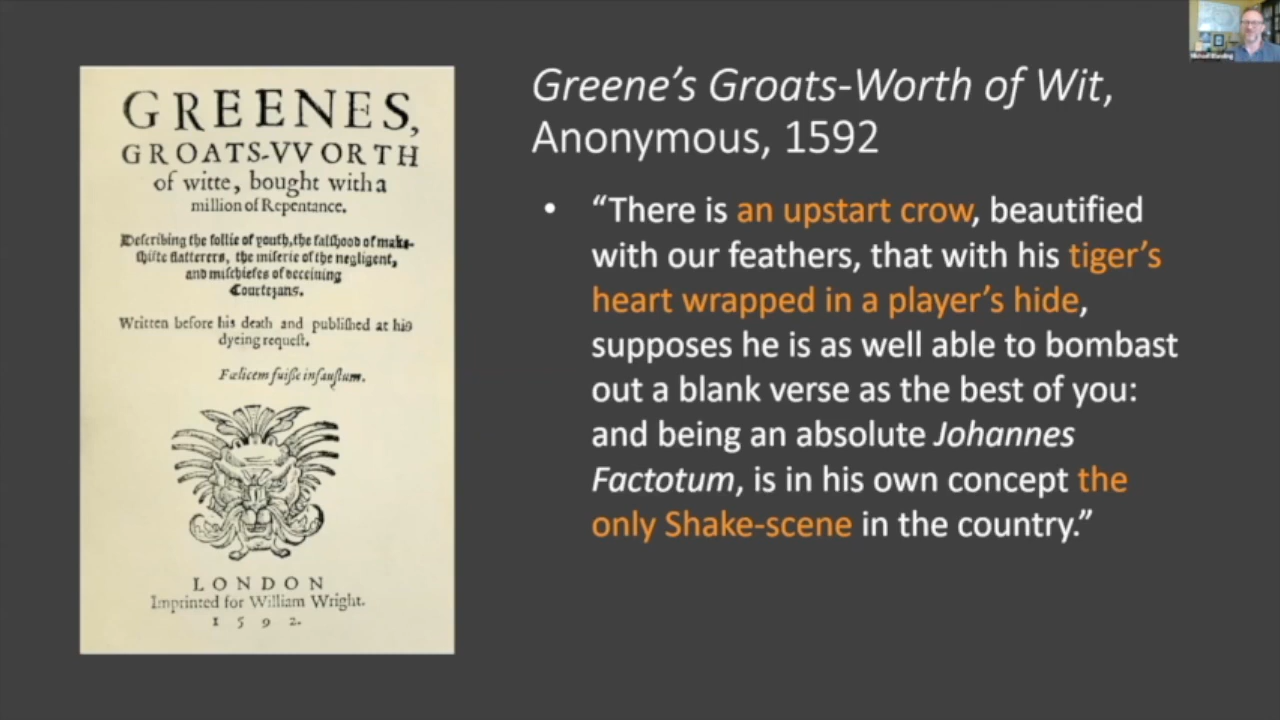 GREENES,
GROATS-VVORTH
of witte, bought with a
million of Repentance.
Describing the follie of youth, the falshood of make-
shifte flatterers, the miserie of the negligent,
and mischiefes of deceiuing
Courtezans.
Written before his death and published at his
dyeing request.
Fœlicem fuisse infaustum.
LONDON
Imprinted for William Wright.
1592.
Greene’s Groats-Worth of Wit,
Anonymous, 1592
• “There is an upstart crow, beautified
with our feathers, that with his tiger’s
heart wrapped in a player’s hide,
supposes he is as well able to bombast
out a blank verse as the best of you:
and being an absolute Johannes
Factotum, is in his own concept the
only Shake-scene in the country.”